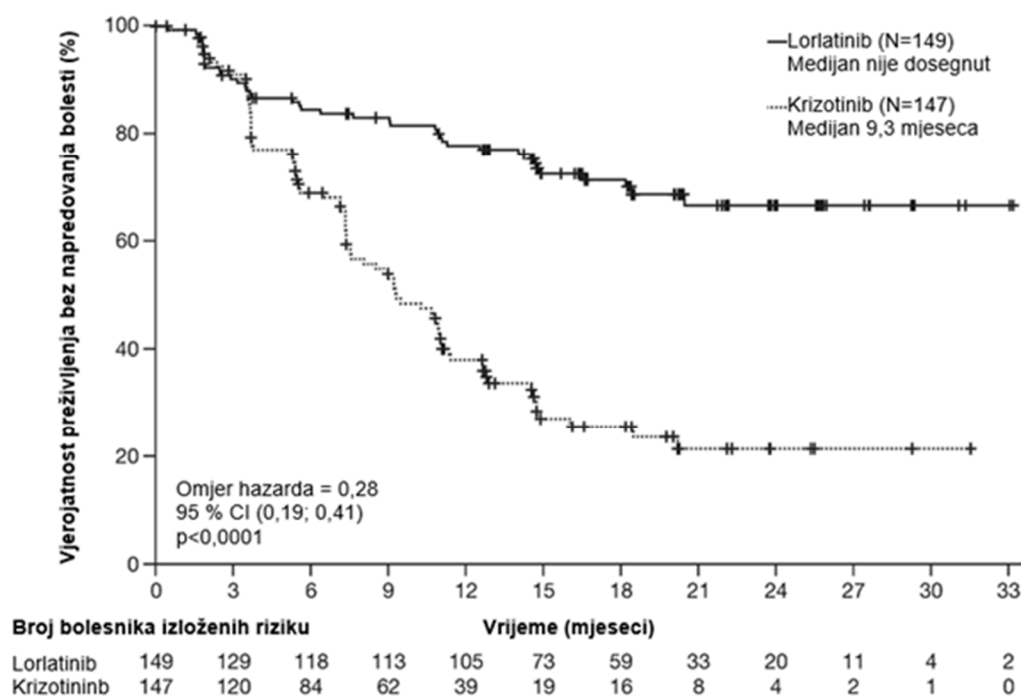 Vjerojatnost preživljenja bez napredovanja bolesti (%)
100
80
60
40
20
0
Lorlatinib (N=149)
Medijan nije dosegnut
Krizotinib (N=147)
Medijan 9,3 mjeseca
Omjer hazarda = 0,28
95 % CI (0,19; 0,41)
p<0,0001
0 3 6 9 12 15 18 21 24 27 30 33
Broj bolesnika izloženih riziku Vrijeme (mjeseci)
Lorlatinib 149 129 118 113 105 73 59 33 20 11 4 2
Krizotininb 147 120 84 62 39 19 16 8 4 2 1 0